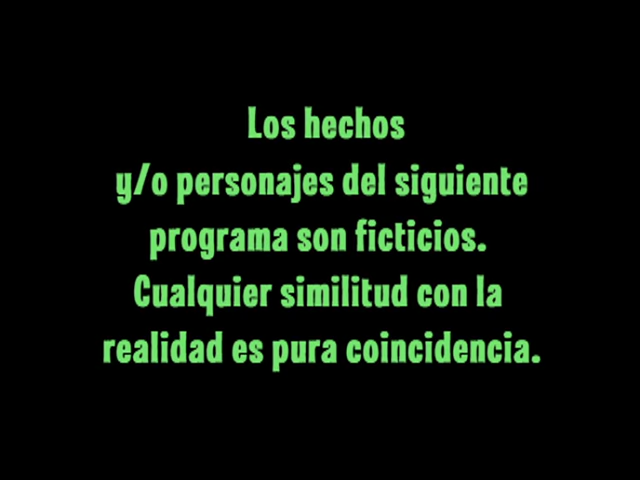 Los hechos
y/o personajes del siguiente
programa son ficticios.
Cualquier similitud con la
realidad es pura coincidencia.